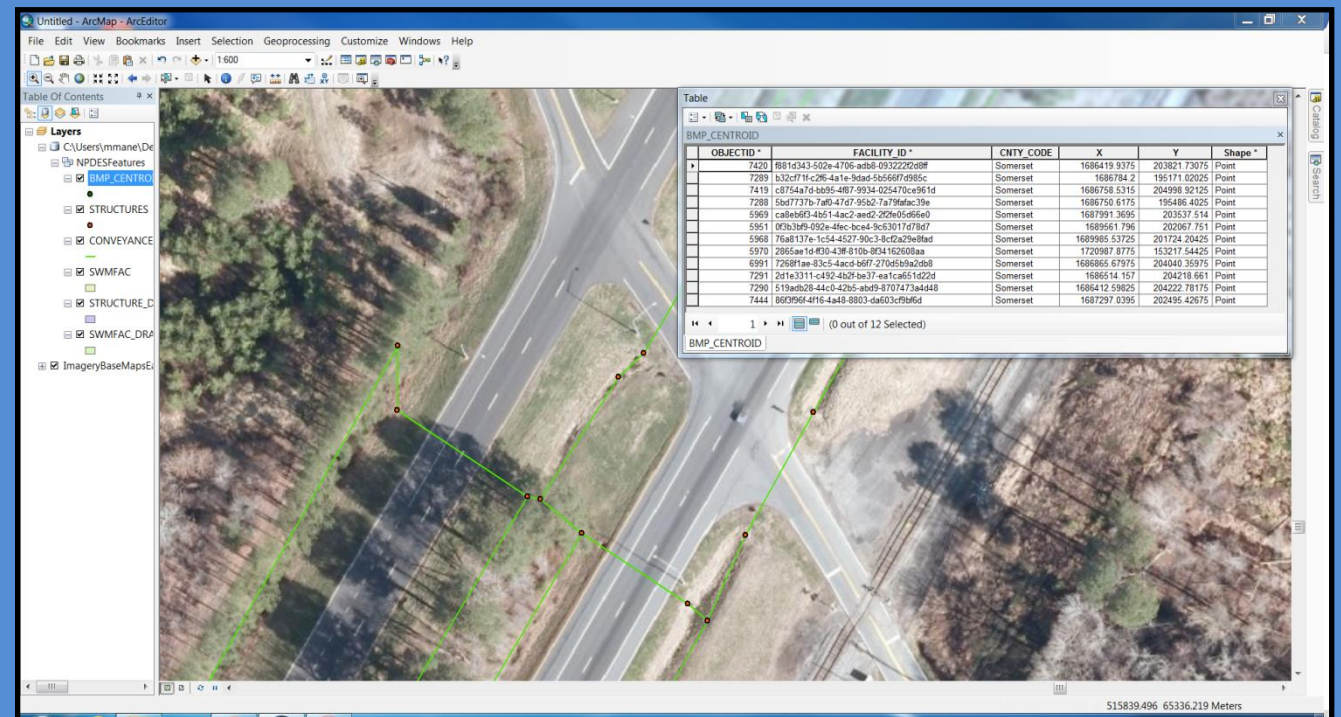 Untitled - ArcMap - ArcEditor
File Edit View Bookmarks Insert Selection Geoprocessing Customize Windows Help
1:600
Table Of Contents
Layers
C:\Users\mmane\De
NPDESFeatures
BMP_CENTRO
STRUCTURES
CONVEYANCE
SWMFAC
STRUCTURE_D
SWMFAC_DRA
ImageryBaseMapsEa
Table
BMP_CENTROID
OBJECTID * FACILITY_ID * CNTY_CODE X Y Shape *
7420 f881d343-502e-4706-adb8-093222f2d8ff Somerset 1686419.9375 203821.73075 Point
7289 b32cf71f-c2f6-4a1e-9dad-5b566f7d985c Somerset 1686784.2 195171.02025 Point
7419 c8754a7d-bb95-4f87-9934-025470ce961d Somerset 1686758.5315 204998.92125 Point
7288 5bd7737b-7af0-47d7-95b2-7a79fafac39e Somerset 1686750.6175 195486.4025 Point
5969 ca8eb6f3-4b51-4ac2-aed2-2f2fe05d66e0 Somerset 1687991.3695 203537.514 Point
5951 0f3b3bf9-092e-4fec-bce4-9c63017d78d7 Somerset 1689561.796 202067.751 Point
5968 76a8137e-1c54-4527-90c3-8cf2a29e8fad Somerset 1689985.53725 201724.20425 Point
5970 2865ae1d-ff30-43ff-810b-8f34162608aa Somerset 1720987.8775 153217.54425 Point
6991 7268f1ae-83c5-4acd-b6f7-270d5b9a2db8 Somerset 1686865.67975 204040.35975 Point
7291 2d1e3311-c492-4b2f-be37-ea1ca651d22d Somerset 1686514.157 204218.661 Point
7290 519adb28-44c0-42b5-abd9-8707473a4d48 Somerset 1686412.59825 204222.78175 Point
7444 86f3f96f-4f16-4a48-8803-da603cf9bf6d Somerset 1687297.0395 202495.42675 Point
1 (0 out of 12 Selected)
BMP_CENTROID
Catalog
Search
515839.496 65336.219 Meters